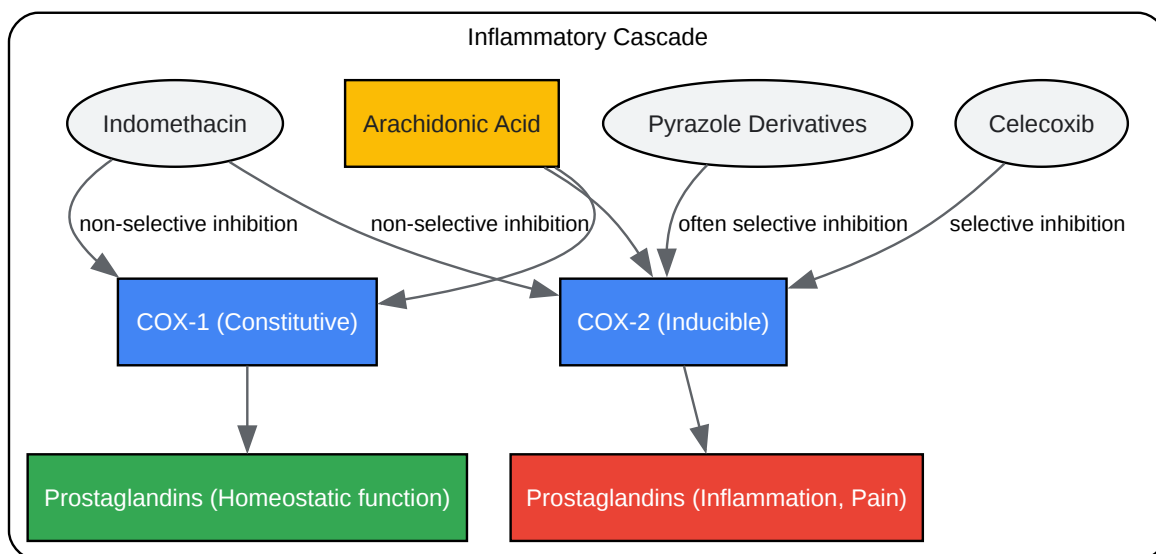 Inflammatory Cascade
Indomethacin
Arachidonic Acid
Pyrazole Derivatives
Celecoxib
non-selective inhibition
non-selective inhibition
often selective inhibition
selective inhibition
COX-1 (Constitutive)
COX-2 (Inducible)
Prostaglandins (Homeostatic function)
Prostaglandins (Inflammation, Pain)